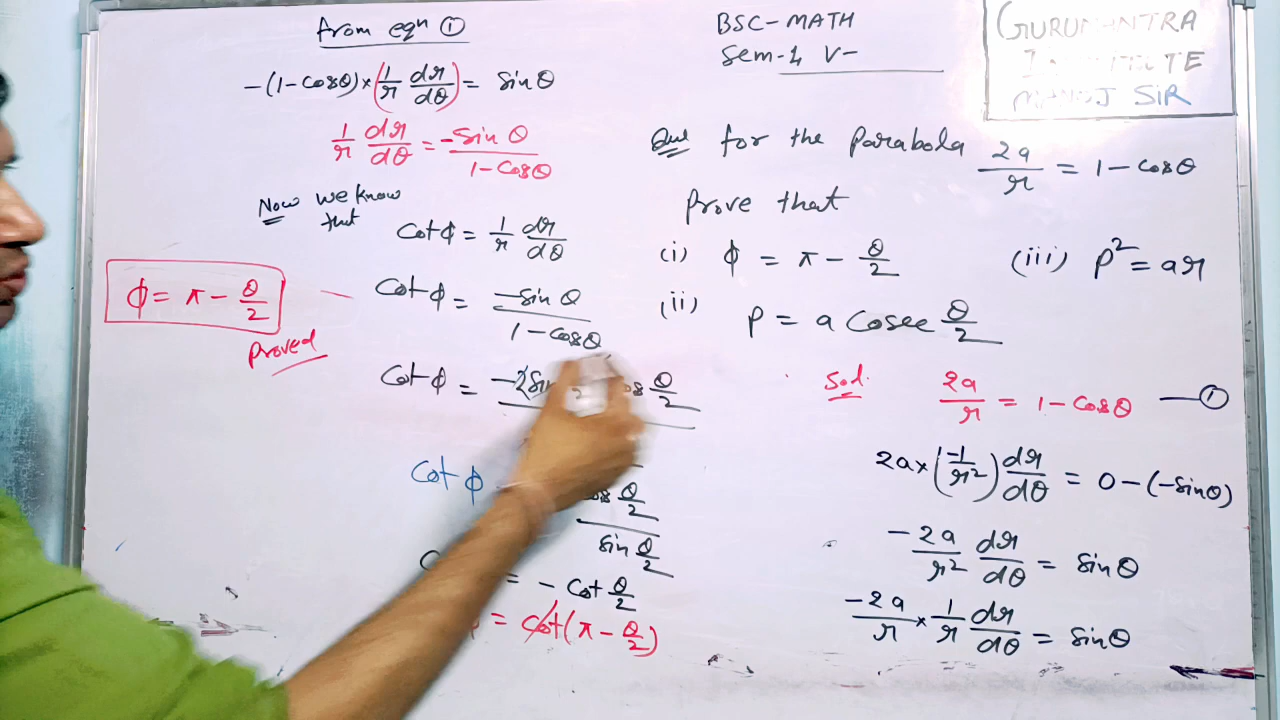 BSC-MATH
Sem-1 V-
GURUMANTRA
MANOJ SIR
Que for the Parabola 2a/r = 1 - cosθ
Prove that
(i) ϕ = π - θ/2
(iii) P² = ar
(ii) P = a Cosec θ/2
Sol. 2a/r = 1 - Cosθ —①
2a×(-1/r²) dr/dθ = 0-(-sinθ)
-2a/r² dr/dθ = sinθ
-2a/r × 1/r dr/dθ = sinθ
from eqn ①
-(1-Cosθ)×(1/r dr/dθ) = sinθ
1/r dr/dθ = -sinθ/1-Cosθ
Now we know that
Cotϕ = 1/r dr/dθ
Cotϕ = -sinθ/1-Cosθ
Cotϕ = -2sin θ/2
Cotϕ
θ/2 / sin θ/2
= -Cot θ/2
= Cot(π - θ/2)
ϕ = π - θ/2
Proved